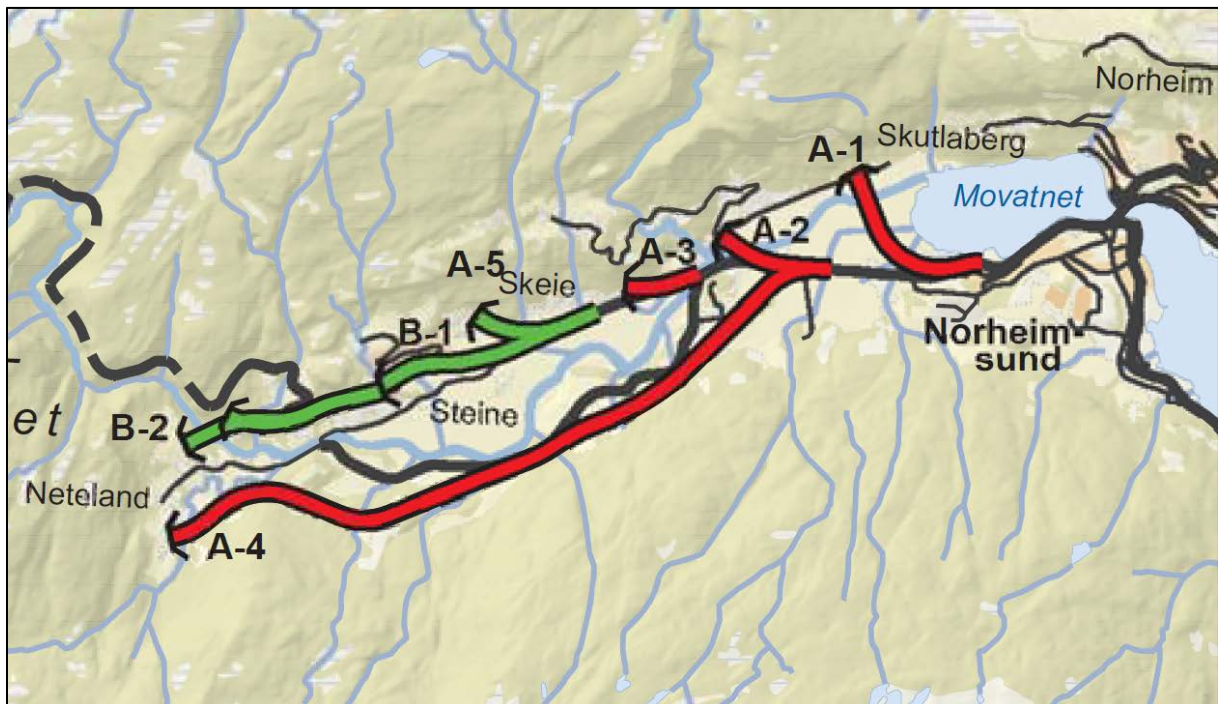 Norheim
Skutlaberg
A-1
Movatnet
A-2
A-3
A-5
Skeie
B-1
Norheim-
sund
Steine
et
B-2
Neteland
A-4